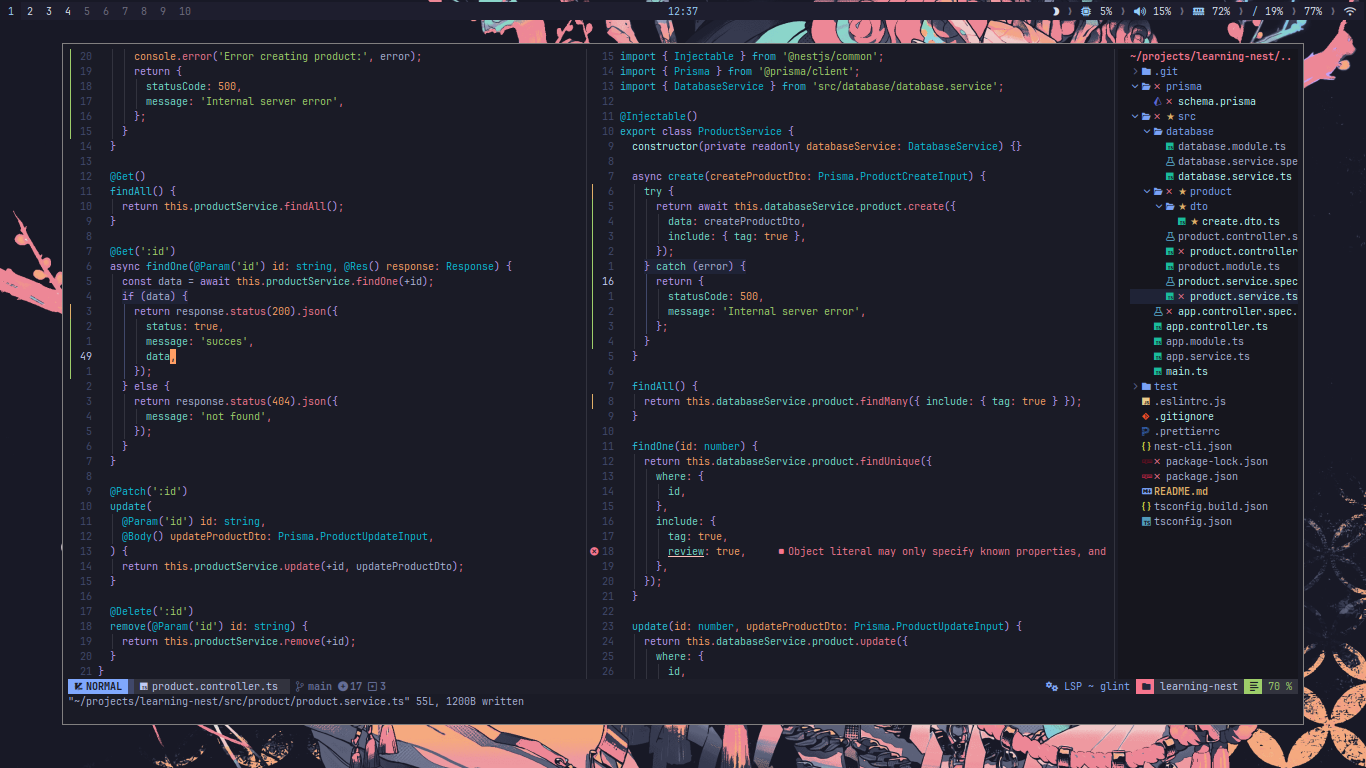 1 2 3 4 5 6 7 8 9 10
12:37
5% 15% 72% / 19% 77%
20 console.error('Error creating product:', error);
19 return {
18 statusCode: 500,
17 message: 'Internal server error',
16 };
15 }
14 }
13
12 @Get()
11 findAll() {
10 return this.productService.findAll();
9 }
8
7 @Get(':id')
6 async findOne(@Param('id') id: string, @Res() response: Response) {
5 const data = await this.productService.findOne(+id);
4 if (data) {
3 return response.status(200).json({
2 status: true,
1 message: 'succes',
49 data,
1 });
2 } else {
3 return response.status(404).json({
4 message: 'not found',
5 });
6 }
7 }
8
9 @Patch(':id')
10 update(
11 @Param('id') id: string,
12 @Body() updateProductDto: Prisma.ProductUpdateInput,
13 ) {
14 return this.productService.update(+id, updateProductDto);
15 }
16
17 @Delete(':id')
18 remove(@Param('id') id: string) {
19 return this.productService.remove(+id);
20 }
21 }
15 import { Injectable } from '@nestjs/common';
14 import { Prisma } from '@prisma/client';
13 import { DatabaseService } from 'src/database/database.service';
12
11 @Injectable()
10 export class ProductService {
9 constructor(private readonly databaseService: DatabaseService) {}
8
7 async create(createProductDto: Prisma.ProductCreateInput) {
6 try {
5 return await this.databaseService.product.create({
4 data: createProductDto,
3 include: { tag: true },
2 });
1 } catch (error) {
16 return {
1 statusCode: 500,
2 message: 'Internal server error',
3 };
4 }
5 }
6
7 findAll() {
8 return this.databaseService.product.findMany({ include: { tag: true } });
9 }
10
11 findOne(id: number) {
12 return this.databaseService.product.findUnique({
13 where: {
14 id,
15 },
16 include: {
17 tag: true,
18 review: true, ■ Object literal may only specify known properties, and
19 },
20 });
21 }
22
23 update(id: number, updateProductDto: Prisma.ProductUpdateInput) {
24 return this.databaseService.product.update({
25 where: {
26 id,
~/projects/learning-nest/..
.git
prisma
schema.prisma
src
database
database.module.ts
database.service.spe
database.service.ts
product
dto
create.dto.ts
product.controller.s
product.controller
product.module.ts
product.service.spec
product.service.ts
app.controller.spec.
app.controller.ts
app.module.ts
app.service.ts
main.ts
test
.eslintrc.js
.gitignore
.prettierrc
nest-cli.json
package-lock.json
package.json
README.md
tsconfig.build.json
tsconfig.json
NORMAL product.controller.ts main 17 3 LSP ~ glint learning-nest 70 %
"~/projects/learning-nest/src/product/product.service.ts" 55L, 1200B written